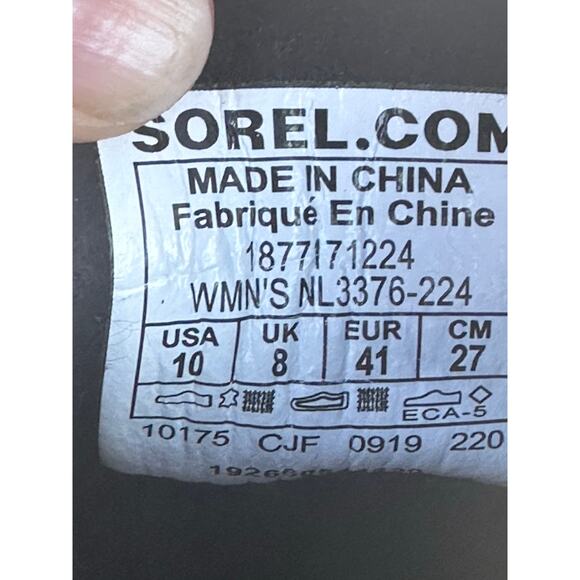 SOREL.COM
MADE IN CHINA
Fabriqué En Chine
1877171224
WMN'S NL3376-224
USA UK EUR CM
10 8 41 27
ECA-5
10175 CJF 0919 220